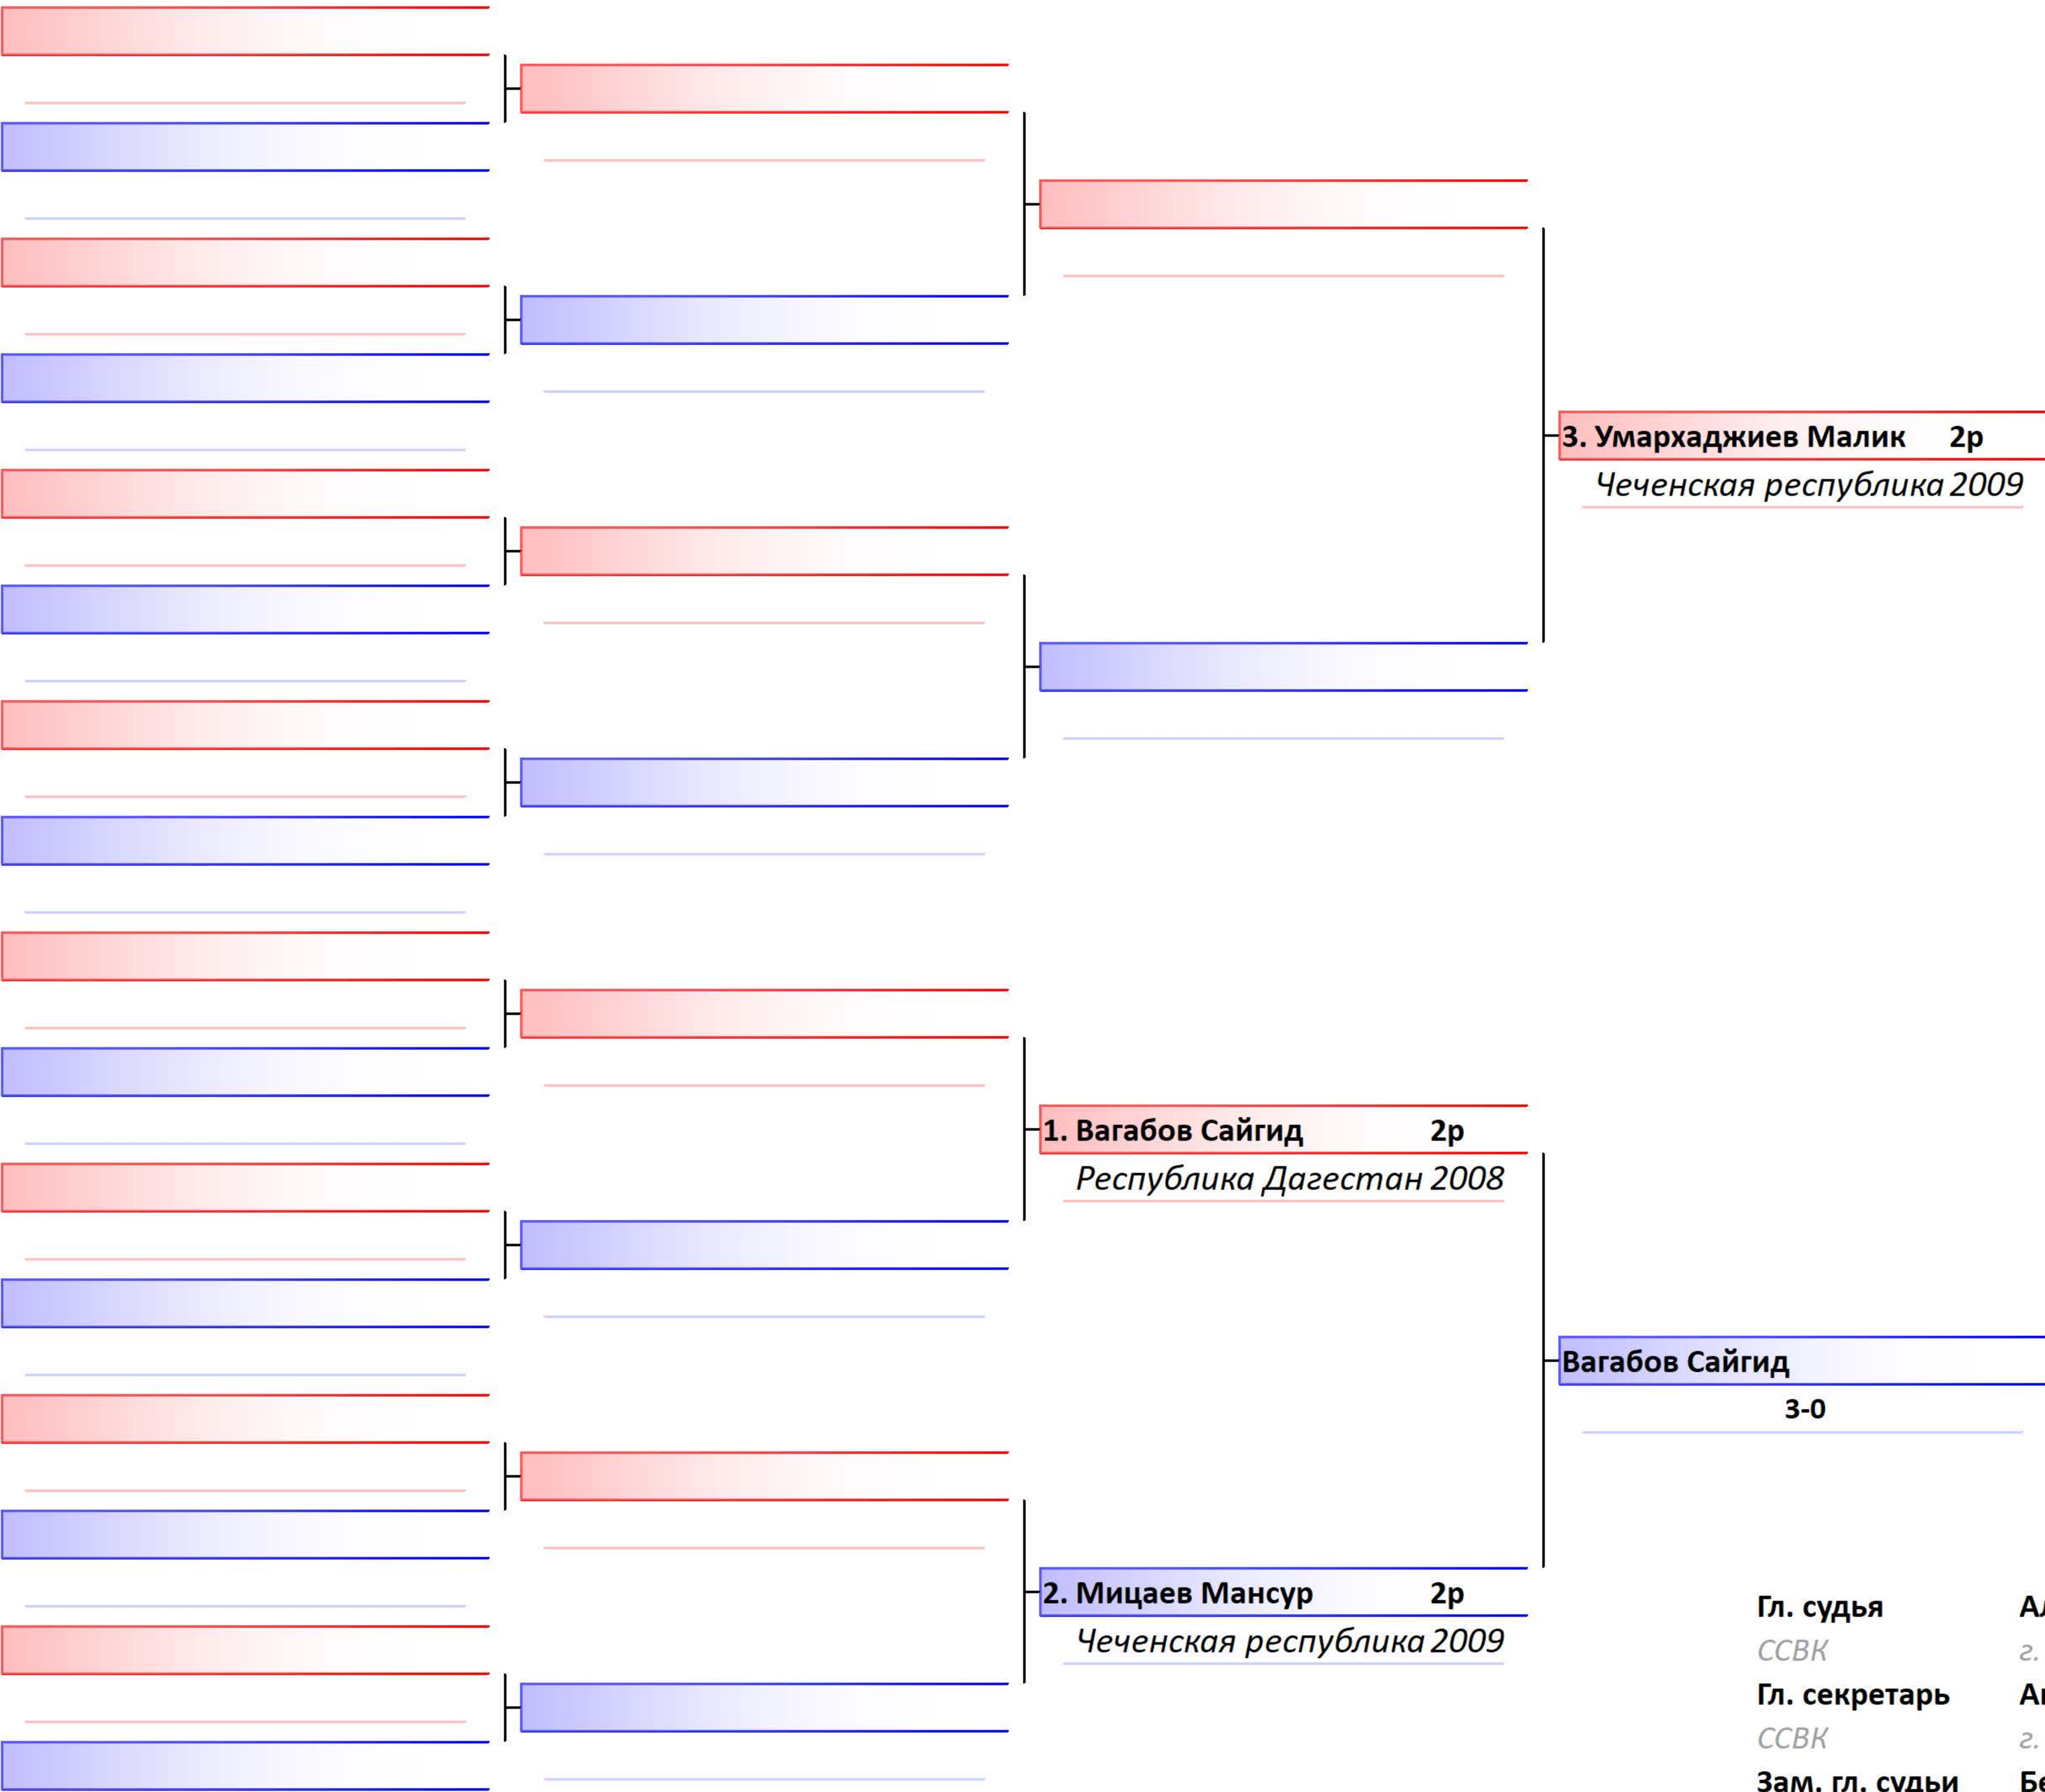 3. Умархаджиев Малик 2р
Чеченская республика 2009
1. Вагабов Сайгид 2р
Республика Дагестан 2008
Вагабов Сайгид
3-0
2. Мицаев Мансур 2р
Чеченская республика 2009
Гл. судья
ССВК г.
Гл. секретарь
ССВК г.
Зам. гл. судьи